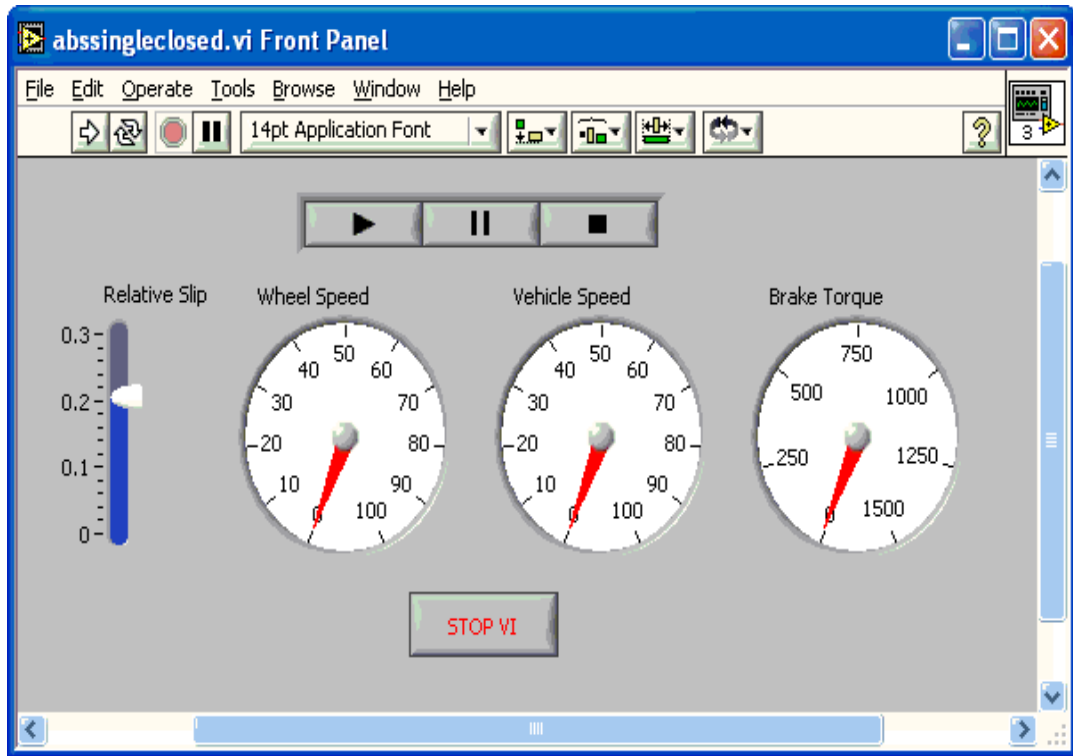 abssingleclosed.vi Front Panel
File Edit Operate Tools Browse Window Help
14pt Application Font
? 3
Relative Slip Wheel Speed Vehicle Speed Brake Torque
0.3
0.2
0.1
0
0 10 20 30 40 50 60 70 80 90 100
0 10 20 30 40 50 60 70 80 90 100
0 250 500 750 1000 1250 1500
STOP VI